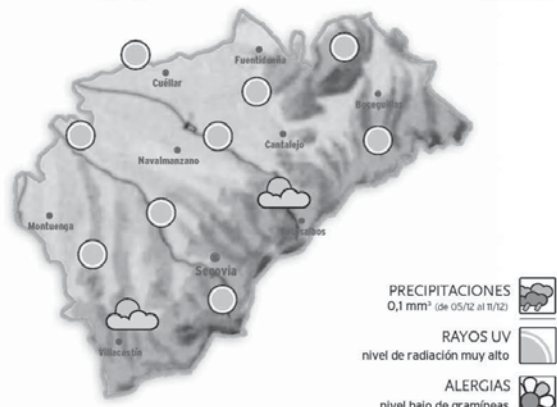 Fuentidueña
Cuéllar
Boceguillas
Cantalejo
Navalmanzano
Montuenga
Segovia
Villacastín
PRECIPITACIONES
0,1 mm³ (de 05/12 al 11/12)
RAYOS UV
nivel de radiación muy alto
ALERGIAS
nivel bajo de gramíneas